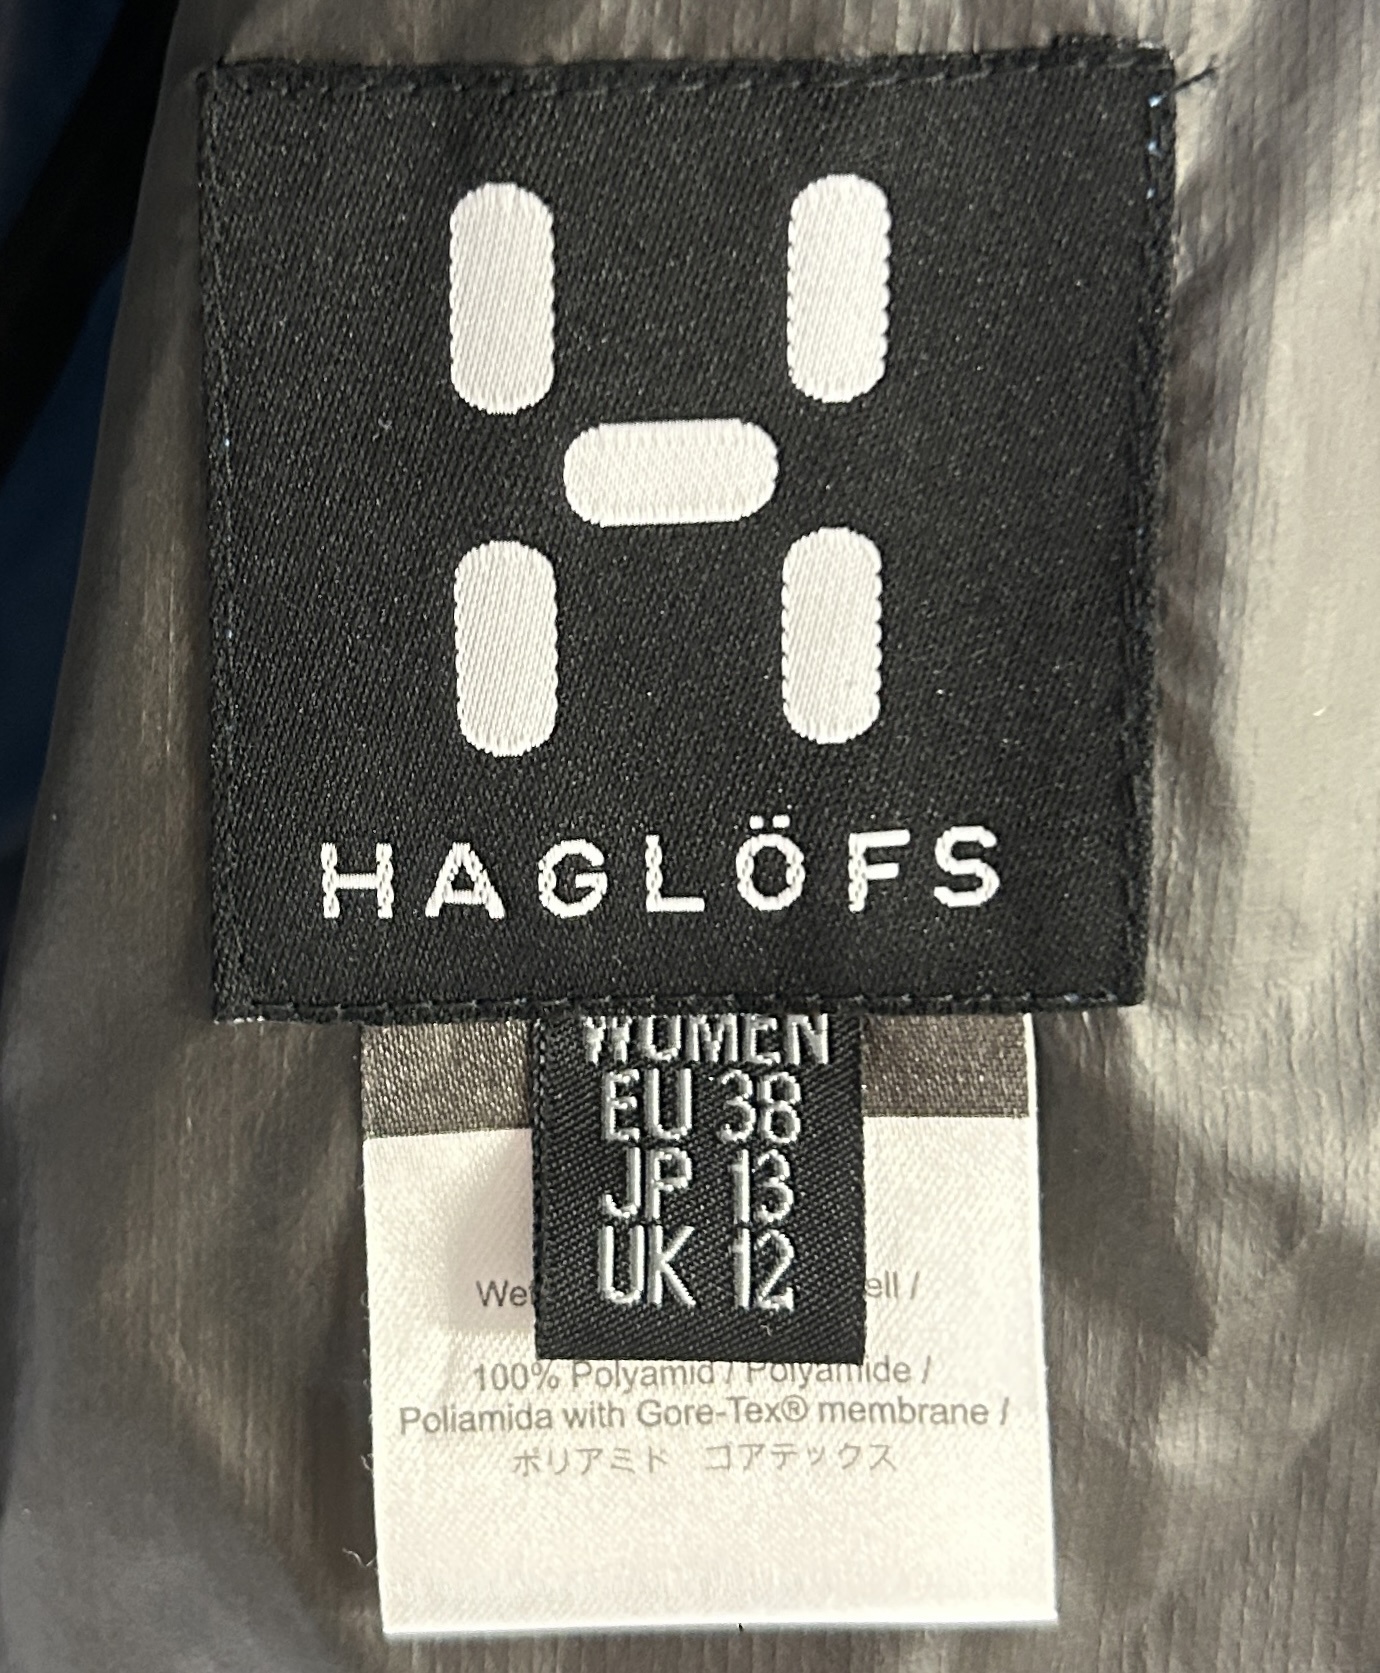 HAGLÖFS
WOMEN
EU 38
JP 13
UK 12
100% Polyamid / Polyamide /
Poliamida with Gore-Tex® membrane /
ポリアミド ゴアテックス